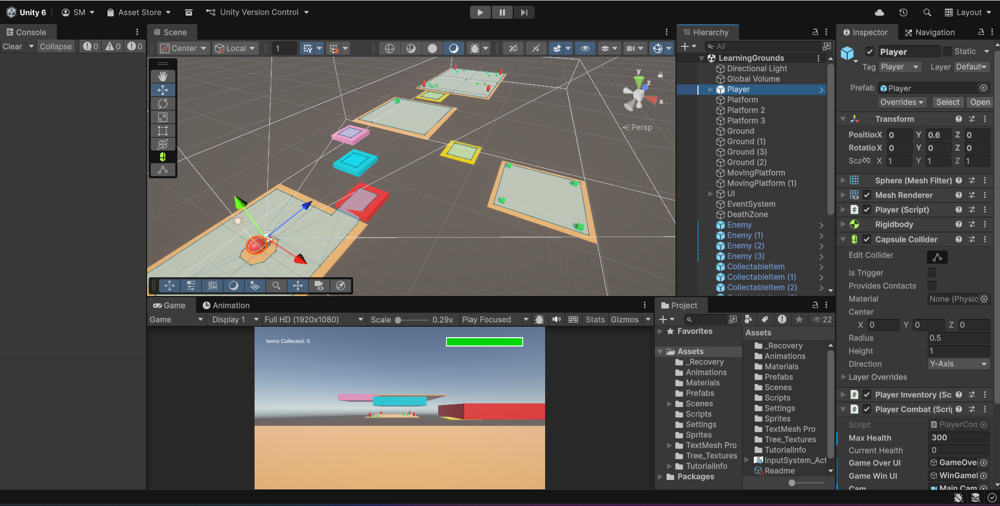 Unity 6 SM Asset Store Unity Version Control Layout
Console
Clear Collapse 0 0 0
Scene
Center Local 1 2D
y
z
x
Persp
Game Animation
Game Display 1 Full HD (1920x1080) Scale 0.29x Play Focused Stats Gizmos
Items Collected: 0
Hierarchy
All
LearningGrounds
Directional Light
Global Volume
Player
Platform
Platform 2
Platform 3
Ground
Ground (1)
Ground (3)
Ground (2)
MovingPlatform
MovingPlatform (1)
UI
EventSystem
DeathZone
Enemy
Enemy (1)
Enemy (2)
Enemy (3)
CollectableItem
CollectableItem (1)
CollectableItem (2)
Project
22
Favorites
Assets
_Recovery
Animations
Materials
Prefabs
Scenes
Scripts
Settings
Sprites
TextMesh Pro
Tree_Textures
TutorialInfo
Packages
Assets
_Recovery
Animations
Materials
Prefabs
Scenes
Scripts
Settings
Sprites
TextMesh Pro
Tree_Textures
TutorialInfo
InputSystem_Act
Readme
Inspector Navigation
Player Static
Tag Player Layer Default
Prefab Player
Overrides Select Open
Transform
Position X 0 Y 0.6 Z 0
Rotatio X 0 Y 0 Z 0
Sca X 1 Y 1 Z 1
Sphere (Mesh Filter)
Mesh Renderer
Player (Script)
Rigidbody
Capsule Collider
Edit Collider
Is Trigger
Provides Contacts
Material None (Physic
Center
X 0 Y 0 Z 0
Radius 0.5
Height 1
Direction Y-Axis
Layer Overrides
Player Inventory (Sc
Player Combat (Scri
Script PlayerCom
Max Health 300
Current Health 0
Game Over UI GameOve
Game Win UI WinGame
Cam Main Cam